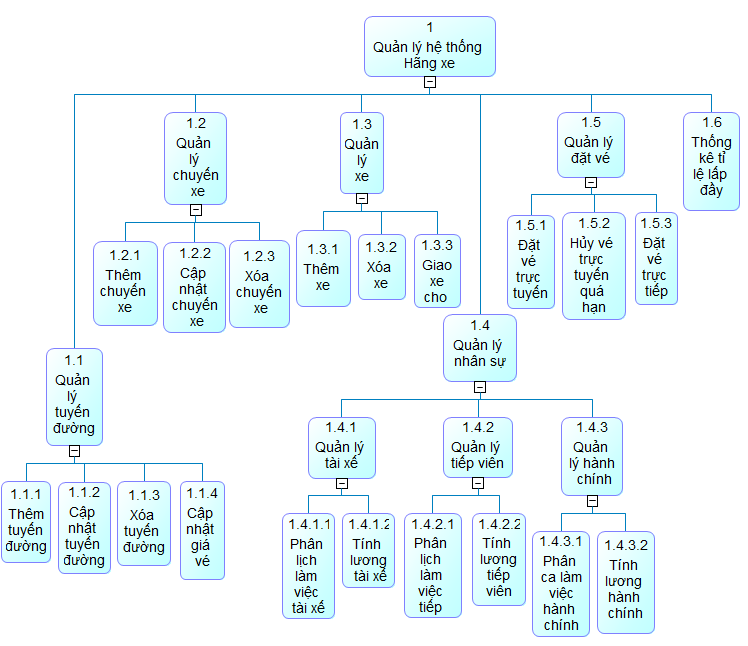 1
Quản lý hệ thống
Hãng xe
1.2
Quản
lý
chuyến
xe
1.3
Quản
lý
xe
1.5
Quản lý
đặt vé
1.6
Thống
kê tỉ
lệ lấp
đầy
1.2.1
Thêm
chuyến
xe
1.2.2
Cập
nhật
chuyến
xe
1.2.3
Xóa
chuyến
xe
1.3.1
Thêm
xe
1.3.2
Xóa
xe
1.3.3
Giao
xe
cho
1.5.1
Đặt
vé
trực
tuyến
1.5.2
Hủy vé
trực
tuyến
quá
hạn
1.5.3
Đặt
vé
trực
tiếp
1.4
Quản lý
nhân sự
1.1
Quản
lý
tuyến
đường
1.4.1
Quản lý
tài xế
1.4.2
Quản lý
tiếp viên
1.4.3
Quản
lý hành
chính
1.1.1
Thêm
tuyến
đường
1.1.2
Cập
nhật
tuyến
đường
1.1.3
Xóa
tuyến
đường
1.1.4
Cập
nhật
giá
vé
1.4.1.1
Phân
lịch
làm
việc
tài xế
1.4.1.2
Tính
lương
tài xế
1.4.2.1
Phân
lịch
làm
việc
tiếp
1.4.2.2
Tính
lương
tiếp
viên
1.4.3.1
Phân
ca làm
việc
hành
chính
1.4.3.2
Tính
lương
hành
chính